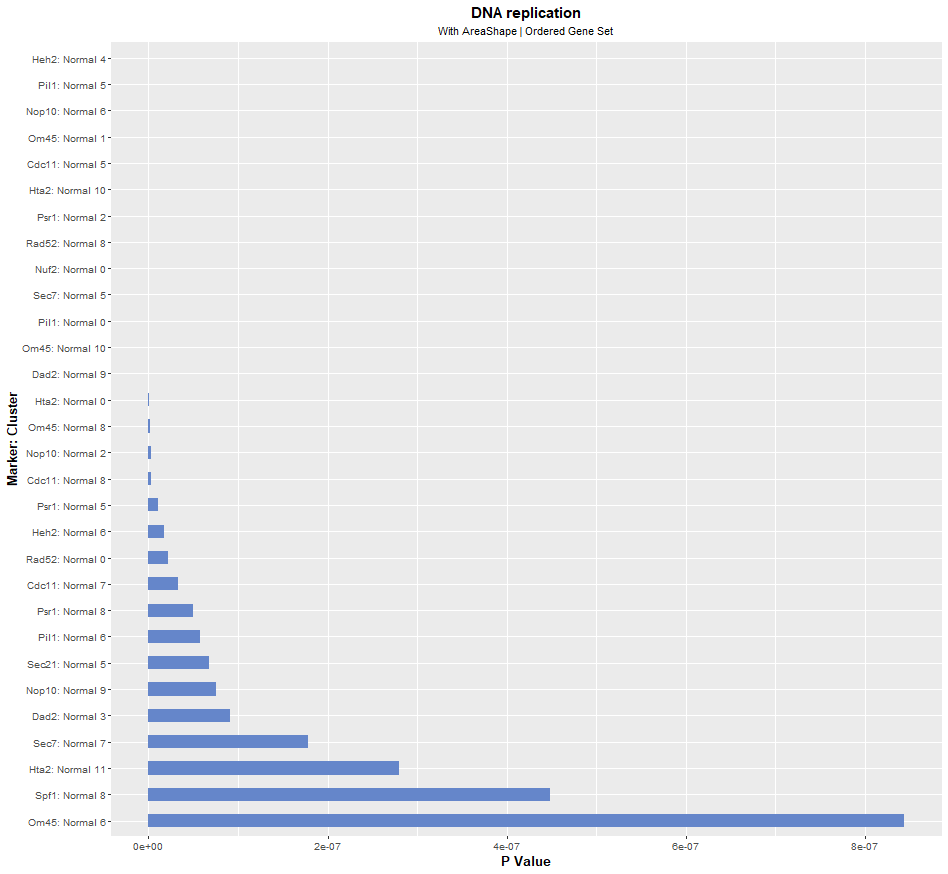 DNA replication
With AreaShape | Ordered Gene Set
Marker: Cluster
Heh2: Normal 4
Pil1: Normal 5
Nop10: Normal 6
Om45: Normal 1
Cdc11: Normal 5
Hta2: Normal 10
Psr1: Normal 2
Rad52: Normal 8
Nuf2: Normal 0
Sec7: Normal 5
Pil1: Normal 0
Om45: Normal 10
Dad2: Normal 9
Hta2: Normal 0
Om45: Normal 8
Nop10: Normal 2
Cdc11: Normal 8
Psr1: Normal 5
Heh2: Normal 6
Rad52: Normal 0
Cdc11: Normal 7
Psr1: Normal 8
Pil1: Normal 6
Sec21: Normal 5
Nop10: Normal 9
Dad2: Normal 3
Sec7: Normal 7
Hta2: Normal 11
Spf1: Normal 8
Om45: Normal 6
0e+00 2e-07 4e-07 6e-07 8e-07
P Value